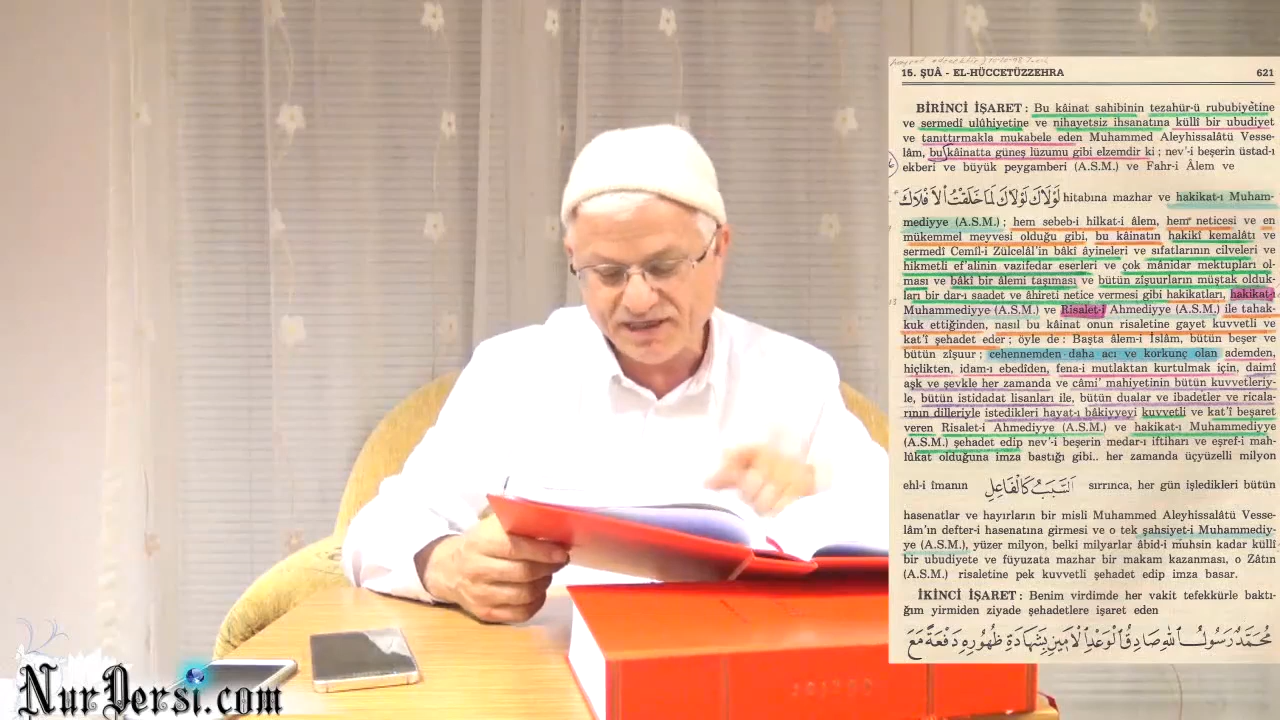 15. ŞUÂ - EL-HÜCCETÜZZEHRA 621
BİRİNCİ İŞARET : Bu kâinat sahibinin tezahür-ü rububiyetine
ve sermedî ulûhiyetine ve nihayetsiz ihsanatına küllî bir ubudiyet
ve tanıttırmakla mukabele eden Muhammed Aleyhissalâtü Vesse-
lâm, bu kâinatta güneş lüzumu gibi elzemdir ki ; nev'-i beşerin üstad-ı
ekberi ve büyük peygamberi (A.S.M.) ve Fahr-i Âlem ve
لَوْلَاكَ لَوْلَاكَ لَمَا خَلَقْتُ الْاَفْلَاكَ hitabına mazhar ve hakikat-ı Muham-
mediyye (A.S.M.) ; hem sebeb-i hilkat-i âlem, hem neticesi ve en
mükemmel meyvesi olduğu gibi, bu kâinatın hakikî kemalâtı ve
sermedî Cemîl-i Zülcelâl'in bâkî âyineleri ve sıfatlarının cilveleri ve
hikmetli ef'alinin vazifedar eserleri ve çok mânidar mektupları ol-
ması ve bâki bir âlemi taşıması ve bütün zîşuurların müştak olduk-
ları bir dar-ı saadet ve âhireti netice vermesi gibi hakikatları, hakikat-ı
Muhammediyye (A.S.M.) ve Risalet-i Ahmediyye (A.S.M.) ile tahak-
kuk ettiğinden, nasıl bu kâinat onun risaletine gayet kuvvetli ve
kat'î şehadet eder ; öyle de : Başta âlem-i İslâm, bütün beşer ve
bütün zîşuur ; cehennemden daha acı ve korkunç olan ademden,
hiçlikten, idam-ı ebedîden, fena-i mutlaktan kurtulmak için, daimî
aşk ve şevkle her zamanda ve câmi' mahiyetinin bütün kuvvetleriy-
le, bütün istidadat lisanları ile, bütün dualar ve ibadetler ve ricala-
rının dilleriyle istedikleri hayat-ı bâkiyyeyi kuvvetli ve kat'î beşaret
veren Risalet-i Ahmediyye (A.S.M.) ve hakikat-ı Muhammediyye
(A.S.M.) şehadet edip nev'-i beşerin medar-ı iftiharı ve eşref-i mah-
lûkat olduğuna imza bastığı gibi.. her zamanda üçyüzelli milyon
ehl-i îmanın اَلسَّبَبُ كَالْفَاعِلِ sırrınca, her gün işledikleri bütün
hasenatlar ve hayırların bir misli Muhammed Aleyhissalâtü Vesse-
lâm'ın defter-i hasenatına girmesi ve o tek şahsiyet-i Muhammediy-
ye (A.S.M.), yüzer milyon, belki milyarlar âbid-i muhsin kadar küllî
bir ubudiyete ve füyuzata mazhar bir makam kazanması, o Zâtın
(A.S.M.) risaletine pek kuvvetli şehadet edip imza basar.
İKİNCİ İŞARET : Benim virdimde her vakit tefekkürle baktı-
ğım yirmiden ziyade şehadetlere işaret eden
مُحَمَّدٌ رَسُولُ اللهِ صَادِقُ الْوَعْدِ الْاَمِينِ بِشَهَادَةِ ظُهُورِهِ دَفْعَةً مَعَ
NurDersi.com